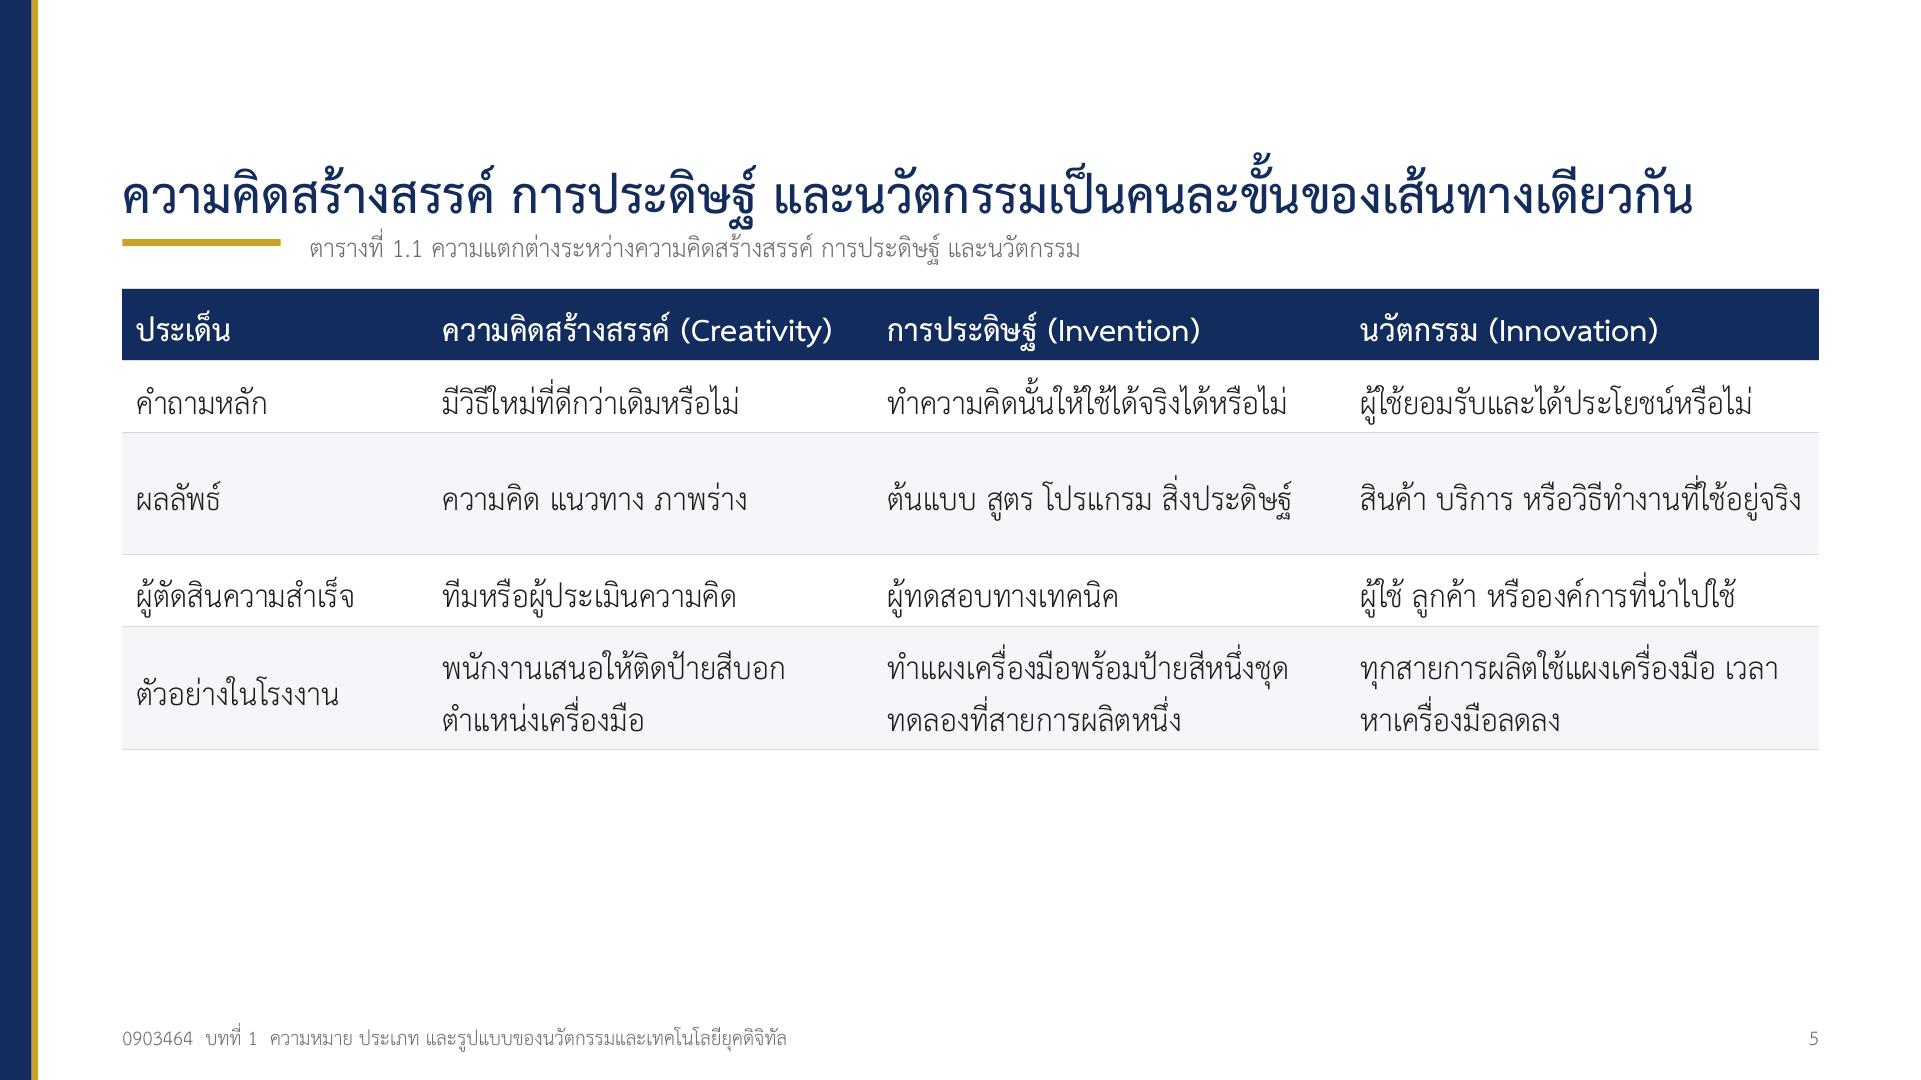 ความคิดสร้างสรรค์ การประดิษฐ์ และนวัตกรรมเป็นคนละขั้นของเส้นทางเดียวกัน
ตารางที่ 1.1 ความแตกต่างระหว่างความคิดสร้างสรรค์ การประดิษฐ์ และนวัตกรรม
ประเด็น ความคิดสร้างสรรค์ (Creativity) การประดิษฐ์ (Invention) นวัตกรรม (Innovation)
คำถามหลัก มีวิธีใหม่ที่ดีกว่าเดิมหรือไม่ ทำความคิดนั้นให้ใช้ได้จริงได้หรือไม่ ผู้ใช้ยอมรับและได้ประโยชน์หรือไม่
ผลลัพธ์ ความคิด แนวทาง ภาพร่าง ต้นแบบ สูตร โปรแกรม สิ่งประดิษฐ์ สินค้า บริการ หรือวิธีทำงานที่ใช้อยู่จริง
ผู้ตัดสินความสำเร็จ ทีมหรือผู้ประเมินความคิด ผู้ทดสอบทางเทคนิค ผู้ใช้ ลูกค้า หรือองค์การที่นำไปใช้
ตัวอย่างในโรงงาน
พนักงานเสนอให้ติดป้ายสีบอก
ตำแหน่งเครื่องมือ
ทำแผงเครื่องมือพร้อมป้ายสีหนึ่งชุด
ทดลองที่สายการผลิตหนึ่ง
ทุกสายการผลิตใช้แผงเครื่องมือ เวลา
หาเครื่องมือลดลง
0903464 บทที่ 1 ความหมาย ประเภท และรูปแบบของนวัตกรรมและเทคโนโลยียุคดิจิทัล
5